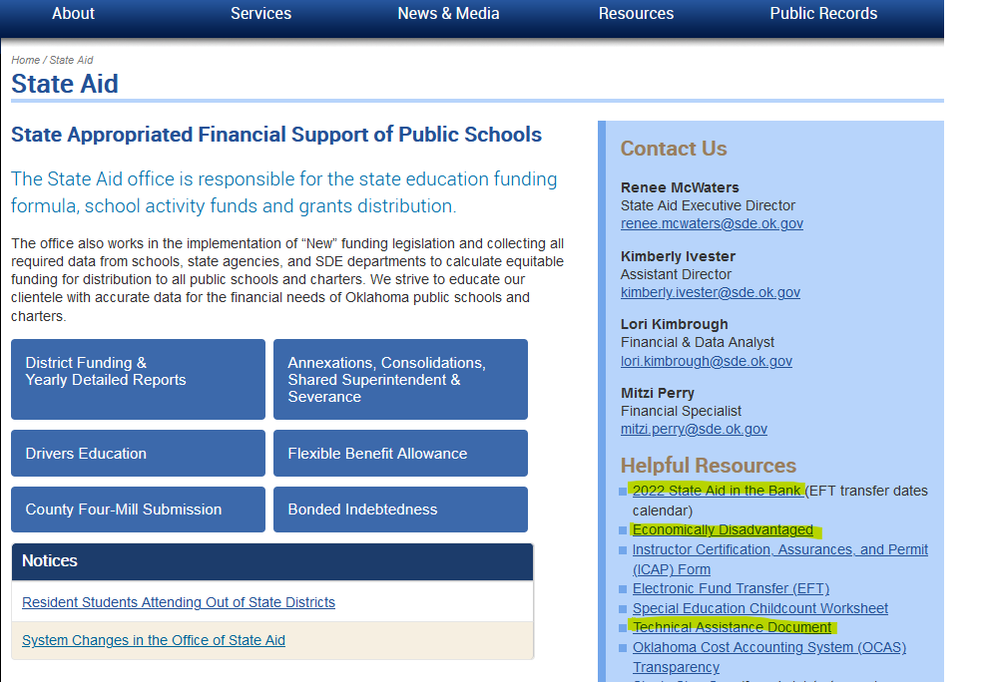 About Services News & Media Resources Public Records
Home / State Aid
State Aid
State Appropriated Financial Support of Public Schools
The State Aid office is responsible for the state education funding
formula, school activity funds and grants distribution.
The office also works in the implementation of “New” funding legislation and collecting all
required data from schools, state agencies, and SDE departments to calculate equitable
funding for distribution to all public schools and charters. We strive to educate our
clientele with accurate data for the financial needs of Oklahoma public schools and
charters.
District Funding &
Yearly Detailed Reports
Annexations, Consolidations,
Shared Superintendent &
Severance
Drivers Education
Flexible Benefit Allowance
County Four-Mill Submission
Bonded Indebtedness
Notices
Resident Students Attending Out of State Districts
System Changes in the Office of State Aid
Contact Us
Renee McWaters
State Aid Executive Director
renee.mcwaters@sde.ok.gov
Kimberly Ivester
Assistant Director
kimberly.ivester@sde.ok.gov
Lori Kimbrough
Financial & Data Analyst
lori.kimbrough@sde.ok.gov
Mitzi Perry
Financial Specialist
mitzi.perry@sde.ok.gov
Helpful Resources
2022 State Aid in the Bank (EFT transfer dates
calendar)
Economically Disadvantaged
Instructor Certification, Assurances, and Permit
(ICAP) Form
Electronic Fund Transfer (EFT)
Special Education Childcount Worksheet
Technical Assistance Document
Oklahoma Cost Accounting System (OCAS)
Transparency